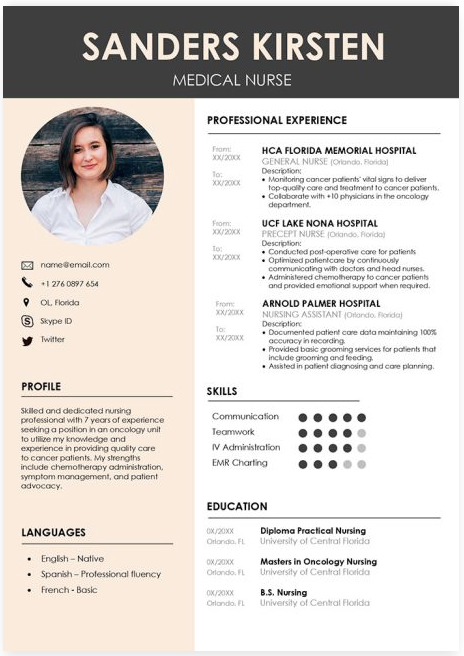 SANDERS KIRSTEN
MEDICAL NURSE
name@email.com
+1 276 0897 654
OL, Florida
Skype ID
Twitter
PROFILE
Skilled and dedicated nursing
professional with 7 years of experience
seeking a position in an oncology unit
to utilize my knowledge and
experience in providing quality care
to cancer patients. My strengths
include chemotherapy administration,
symptom management, and patient
advocacy.
LANGUAGES
• English – Native
• Spanish – Professional fluency
• French - Basic
PROFESSIONAL EXPERIENCE
From:
XX/20XX
To:
XX/20XX
HCA FLORIDA MEMORIAL HOSPITAL
GENERAL NURSE (Orlando, Florida)
Description:
• Monitoring cancer patients' vital signs to deliver
top-quality care and treatment to cancer patients.
• Collaborate with +10 physicians in the oncology
department.
From:
XX/20XX
To:
XX/20XX
UCF LAKE NONA HOSPITAL
PRECEPT NURSE (Orlando, Florida)
Description:
• Conducted post-operative care for patients
• Optimized patientcare by continuously
communicating with doctors and head nurses.
• Administered chemotherapy to cancer patients
and provided emotional support when required.
From:
XX/20XX
To:
XX/20XX
ARNOLD PALMER HOSPITAL
NURSING ASSISTANT (Orlando, Florida)
Description:
• Documented patient care data maintaining 100%
accuracy in recording.
• Provided basic grooming services for patients that
include grooming and feeding.
• Assisted in patient diagnosing and care planning.
SKILLS
Communication
Teamwork
IV Administration
EMR Charting
EDUCATION
0X/20XX
Orlando, FL
Diploma Practical Nursing
University of Central Florida
0X/20XX
Orlando, FL
Masters in Oncology Nursing
University of Central Florida
0X/20XX
Orlando, FL
B.S. Nursing
University of Central Florida